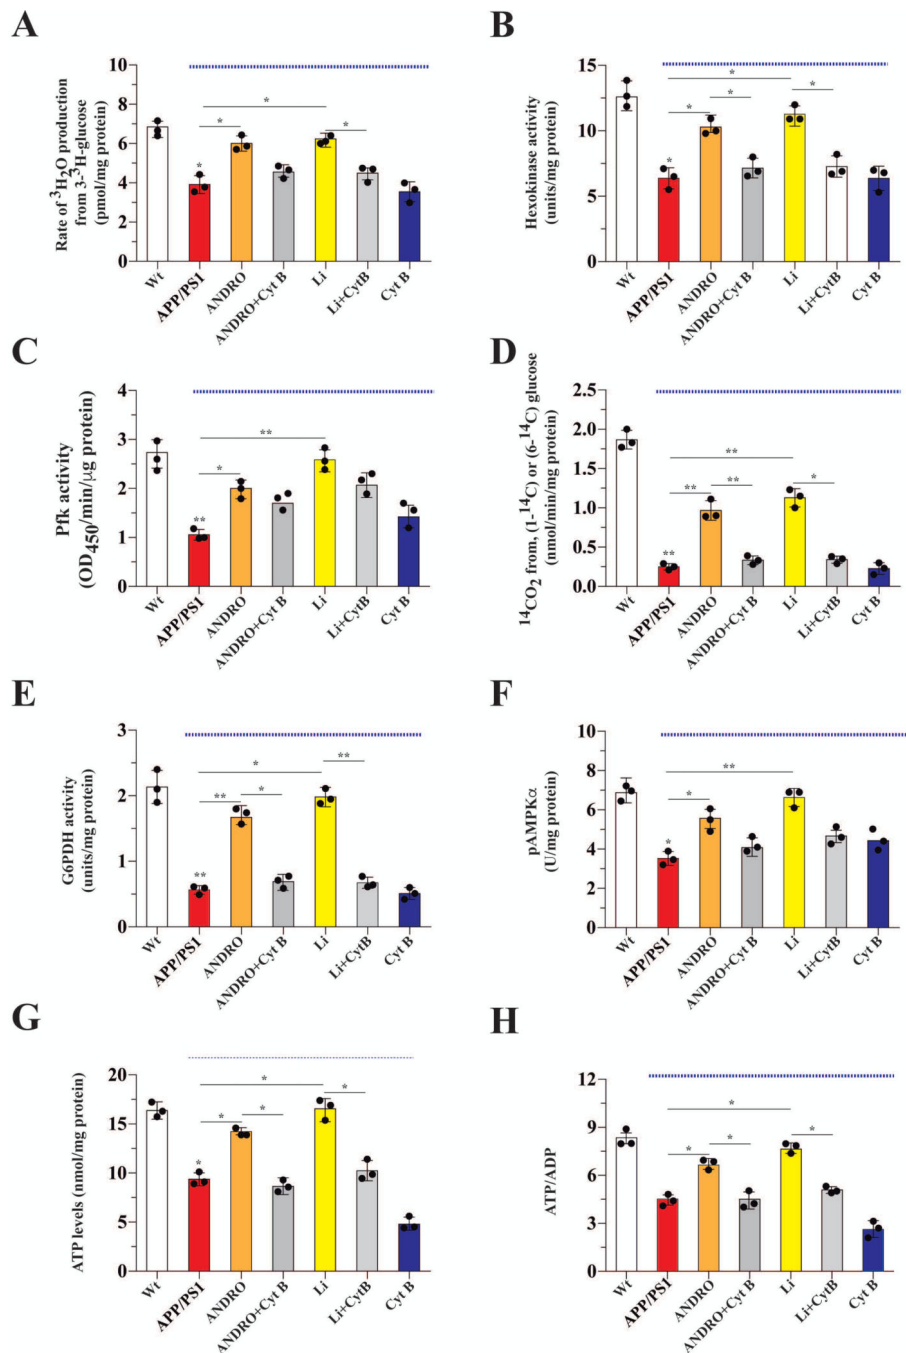 A
Rate of ³H₂O production
from 3-³H-glucose
(pmol/mg protein)
10
8
6
4
2
0
*
*
*
*
Wt
APP/PS1
ANDRO
ANDRO+Cyt B
Li
Li+CytB
Cyt B
B
Hexokinase activity
(units/mg protein)
15
10
5
0
*
*
*
*
*
Wt
APP/PS1
ANDRO
ANDRO+Cyt B
Li
Li+CytB
Cyt B
C
Pfk activity
(OD₄₅₀/min/µg protein)
4
3
2
1
0
**
*
**
Wt
APP/PS1
ANDRO
ANDRO+Cyt B
Li
Li+CytB
Cyt B
D
¹⁴CO₂ from, (1-¹⁴C) or (6-¹⁴C) glucose
(nmol/min/mg protein)
2.5
2.0
1.5
1.0
0.5
0.0
**
**
**
*
**
Wt
APP/PS1
ANDRO
ANDRO+Cyt B
Li
Li+CytB
Cyt B
E
G6PDH activity
(units/mg protein)
3
2
1
0
**
*
**
*
**
Wt
APP/PS1
ANDRO
ANDRO+Cyt B
Li
Li+CytB
Cyt B
F
pAMPKα
(U/mg protein)
10
8
6
4
2
0
**
*
*
Wt
APP/PS1
ANDRO
ANDRO+Cyt B
Li
Li+CytB
Cyt B
G
ATP levels (nmol/mg protein)
20
15
10
5
0
*
*
*
*
*
Wt
APP/PS1
ANDRO
ANDRO+Cyt B
Li
Li+CytB
Cyt B
H
ATP/ADP
12
9
6
3
0
*
*
*
*
Wt
APP/PS1
ANDRO
ANDRO+Cyt B
Li
Li+CytB
Cyt B